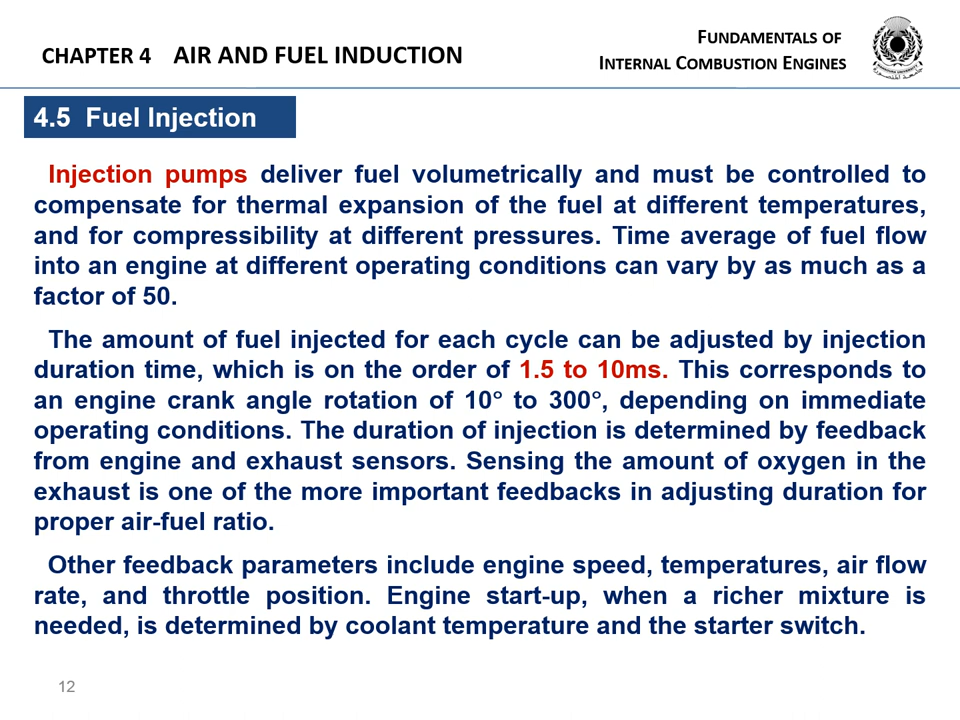 CHAPTER 4 AIR AND FUEL INDUCTION
FUNDAMENTALS OF
INTERNAL COMBUSTION ENGINES
4.5 Fuel Injection
Injection pumps deliver fuel volumetrically and must be controlled to
compensate for thermal expansion of the fuel at different temperatures,
and for compressibility at different pressures. Time average of fuel flow
into an engine at different operating conditions can vary by as much as a
factor of 50.
The amount of fuel injected for each cycle can be adjusted by injection
duration time, which is on the order of 1.5 to 10ms. This corresponds to
an engine crank angle rotation of 10° to 300°, depending on immediate
operating conditions. The duration of injection is determined by feedback
from engine and exhaust sensors. Sensing the amount of oxygen in the
exhaust is one of the more important feedbacks in adjusting duration for
proper air-fuel ratio.
Other feedback parameters include engine speed, temperatures, air flow
rate, and throttle position. Engine start-up, when a richer mixture is
needed, is determined by coolant temperature and the starter switch.
12